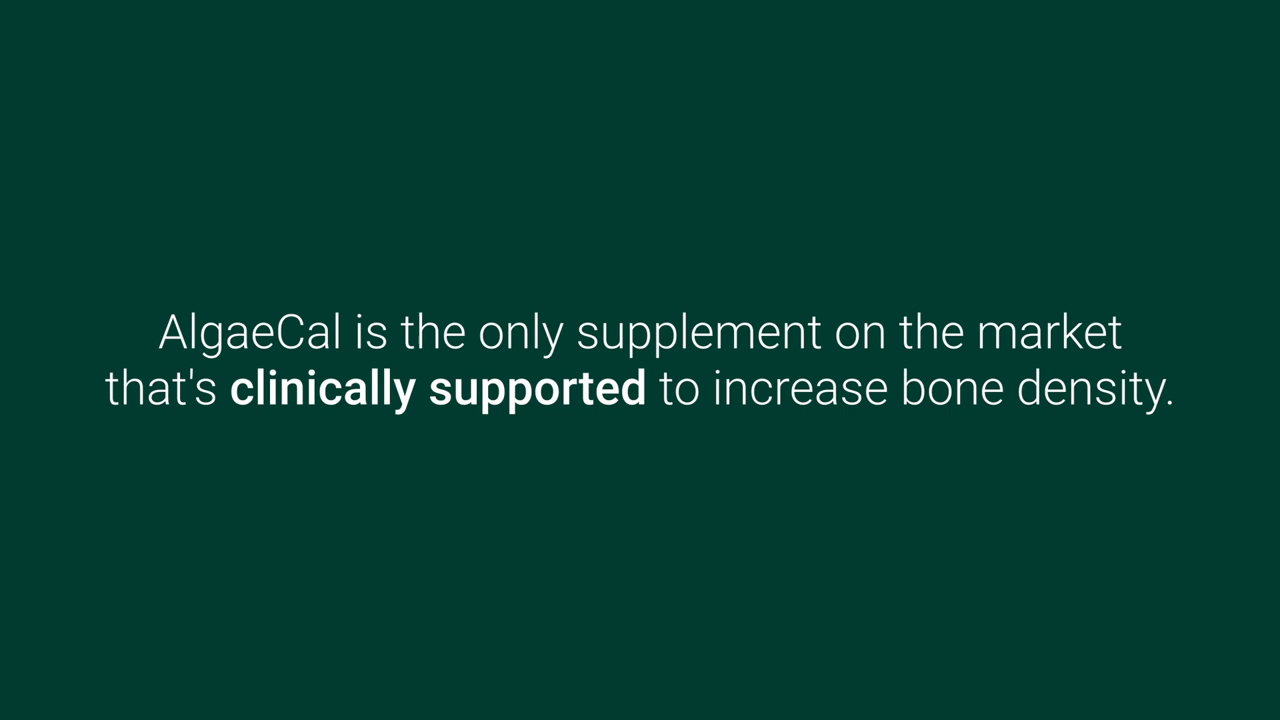 AlgaeCal is the only supplement on the market
that's clinically supported to increase bone density.